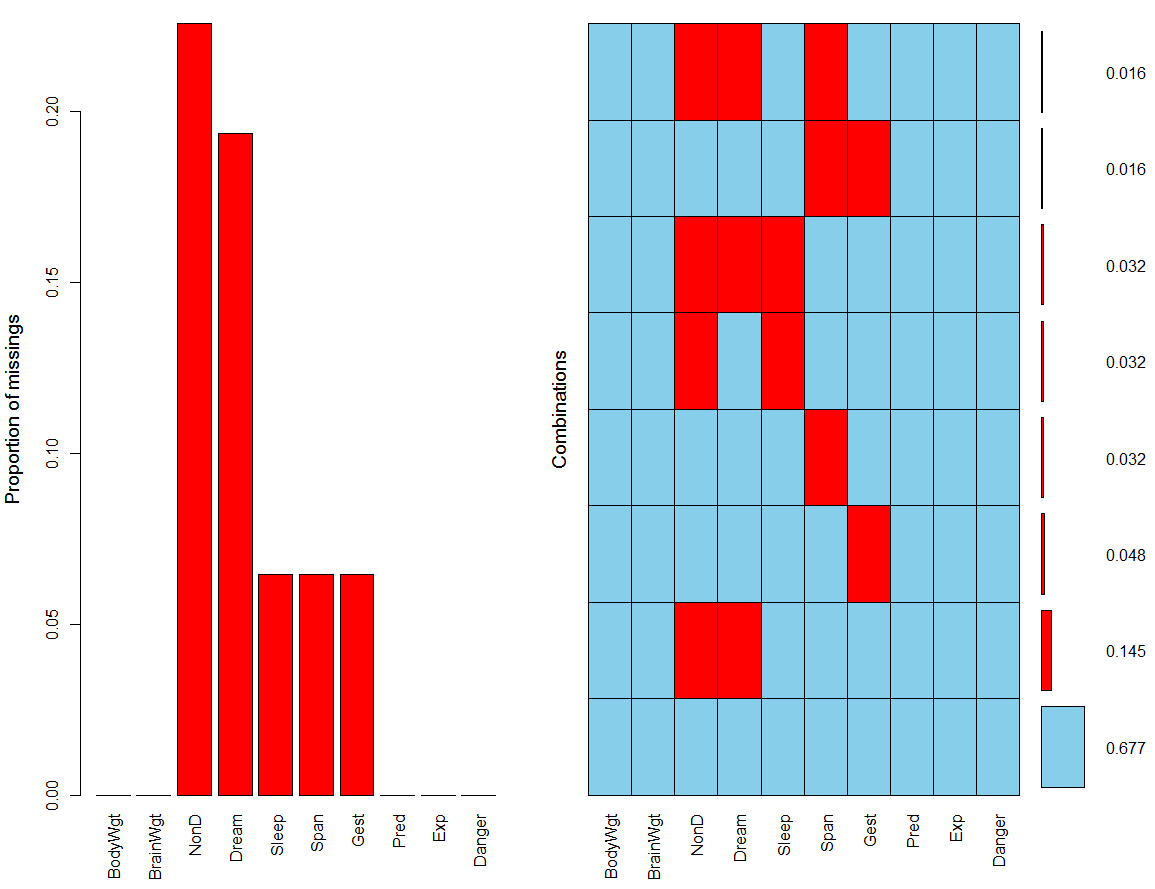 Proportion of missings
0.20
0.15
0.10
0.05
0.00
BodyWgt
BrainWgt
NonD
Dream
Sleep
Span
Gest
Pred
Exp
Danger
Combinations
0.016
0.016
0.032
0.032
0.032
0.048
0.145
0.677
BodyWgt
BrainWgt
NonD
Dream
Sleep
Span
Gest
Pred
Exp
Danger